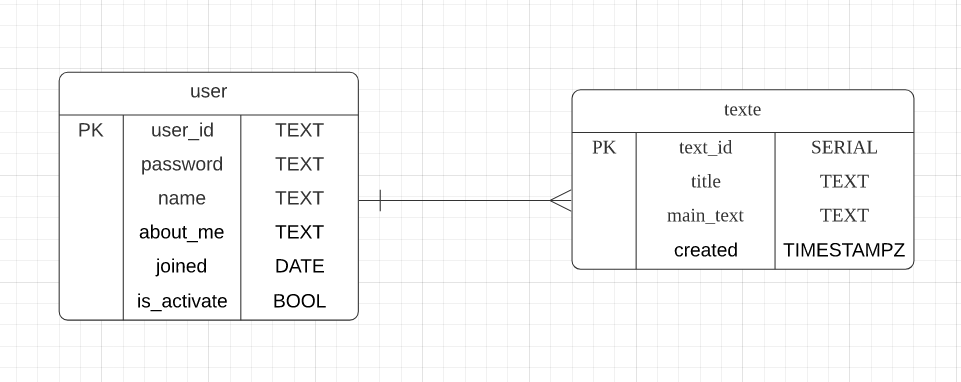 user
PK user_id TEXT
password TEXT
name TEXT
about_me TEXT
joined DATE
is_activate BOOL
texte
PK text_id SERIAL
title TEXT
main_text TEXT
created TIMESTAMPZ